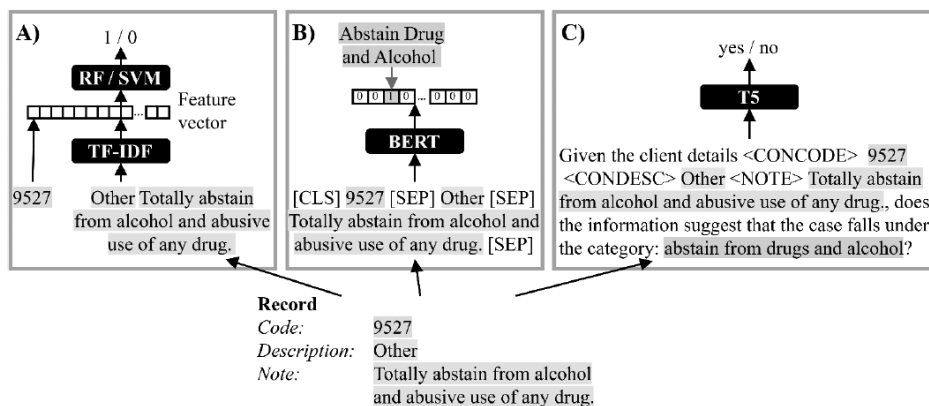 A)
1 / 0
RF / SVM
Feature
vector
...
TF-IDF
9527
Other Totally abstain
from alcohol and abusive
use of any drug.
B)
Abstain Drug
and Alcohol
0 0 1 0 ... 0 0 0
BERT
[CLS] 9527 [SEP] Other [SEP]
Totally abstain from alcohol and
abusive use of any drug. [SEP]
C)
yes / no
T5
Given the client details <CONCODE> 9527
<CONDESC> Other <NOTE> Totally abstain
from alcohol and abusive use of any drug., does
the information suggest that the case falls under
the category: abstain from drugs and alcohol?
Record
Code: 9527
Description: Other
Note: Totally abstain from alcohol
and abusive use of any drug.